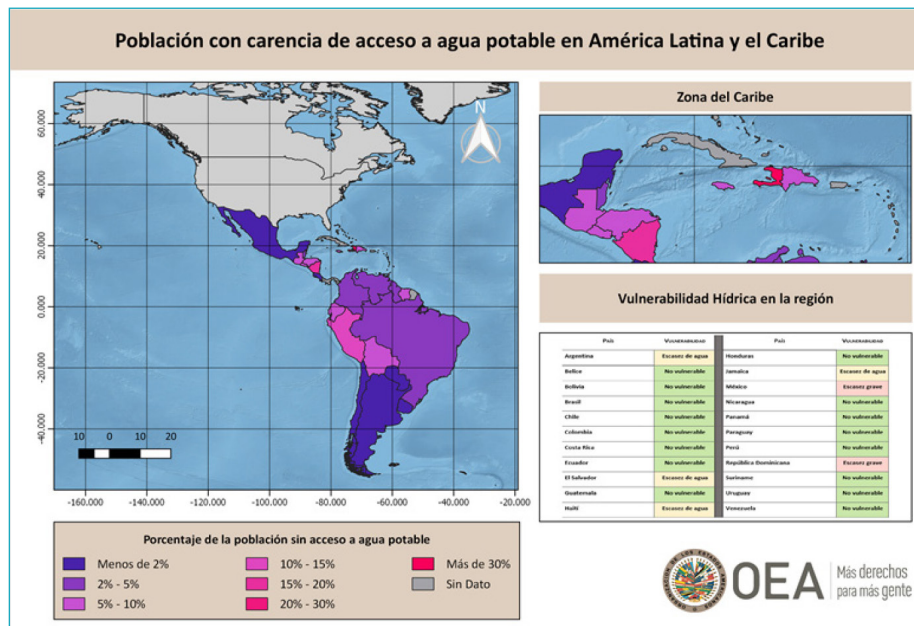 Población con carencia de acceso a agua potable en América Latina y el Caribe
N
60.000
40.000
20.000
0.000
-20.000
-40.000
10 0 10 20
-160.000 -140.000 -120.000 -100.000 -80.000 -60.000 -40.000 -20.000
Zona del Caribe
Vulnerabilidad Hídrica en la región
País Vulnerabilidad País Vulnerabilidad
Argentina Escasez de agua Honduras No vulnerable
Belice No vulnerable Jamaica Escasez de agua
Bolivia No vulnerable México Escasez grave
Brasil No vulnerable Nicaragua No vulnerable
Chile No vulnerable Panamá No vulnerable
Colombia No vulnerable Paraguay No vulnerable
Costa Rica No vulnerable Perú No vulnerable
Ecuador No vulnerable República Dominicana Escasez grave
El Salvador Escasez de agua Suriname No vulnerable
Guatemala No vulnerable Uruguay No vulnerable
Haití Escasez de agua Venezuela No vulnerable
Porcentaje de la población sin acceso a agua potable
Menos de 2% 10% - 15% Más de 30%
2% - 5% 15% - 20% Sin Dato
5% - 10% 20% - 30%
OEA
Más derechos
para más gente